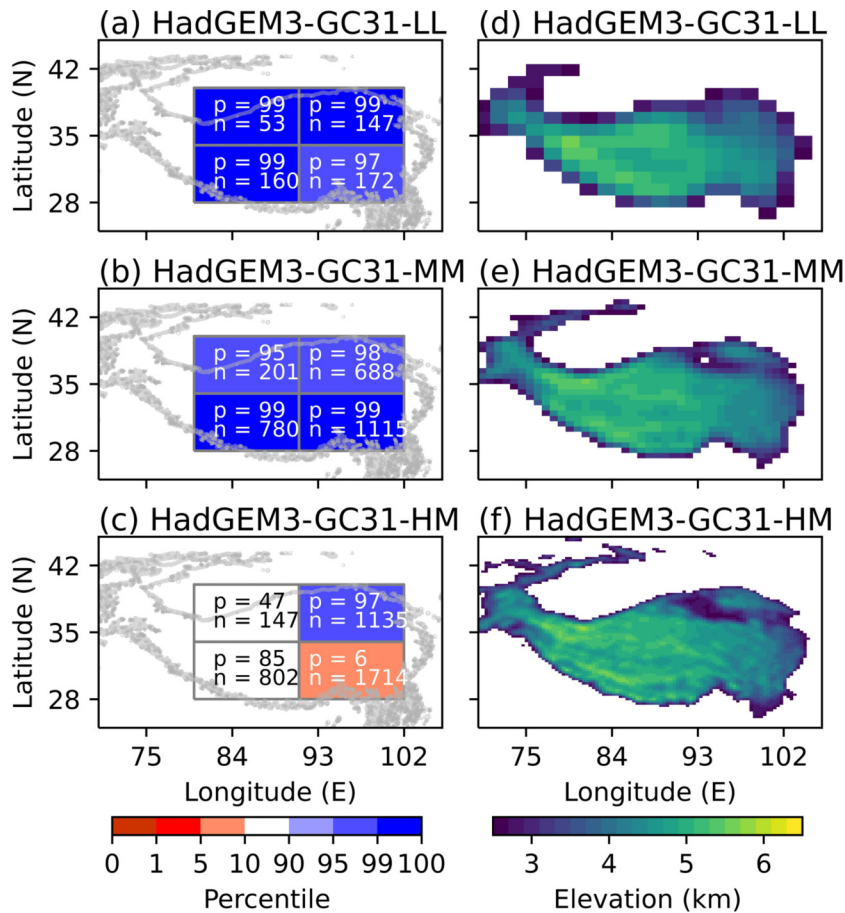 (a) HadGEM3-GC31-LL
(d) HadGEM3-GC31-LL
Latitude (N)
42
35
28
p = 99
n = 53
p = 99
n = 147
p = 99
n = 160
p = 97
n = 172
(b) HadGEM3-GC31-MM
(e) HadGEM3-GC31-MM
Latitude (N)
42
35
28
p = 95
n = 201
p = 98
n = 688
p = 99
n = 780
p = 99
n = 1115
(c) HadGEM3-GC31-HM
(f) HadGEM3-GC31-HM
Latitude (N)
42
35
28
p = 47
n = 147
p = 97
n = 1135
p = 85
n = 802
p = 6
n = 1714
75 84 93 102
75 84 93 102
Longitude (E)
Longitude (E)
0 1 5 10 90 95 99 100
3 4 5 6
Percentile
Elevation (km)